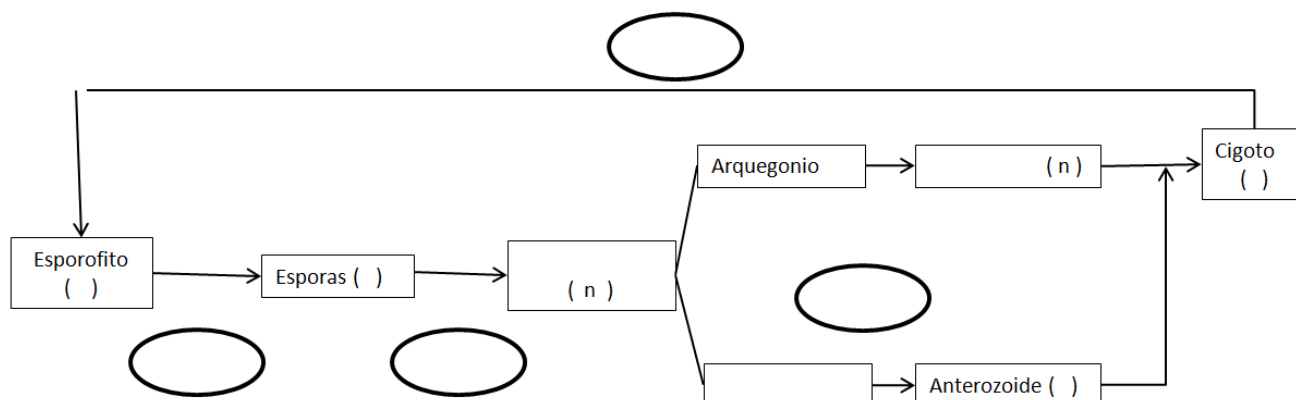 Arquegonio
( n )
Cigoto
( )
Esporofito
( )
Esporas ( )
( n )
Anterozoide ( )